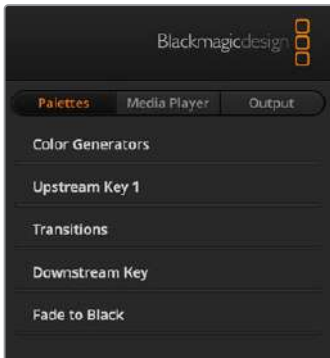 Blackmagicdesign
Palettes Media Player Output
Color Generators
Upstream Key 1
Transitions
Downstream Key
Fade to Black